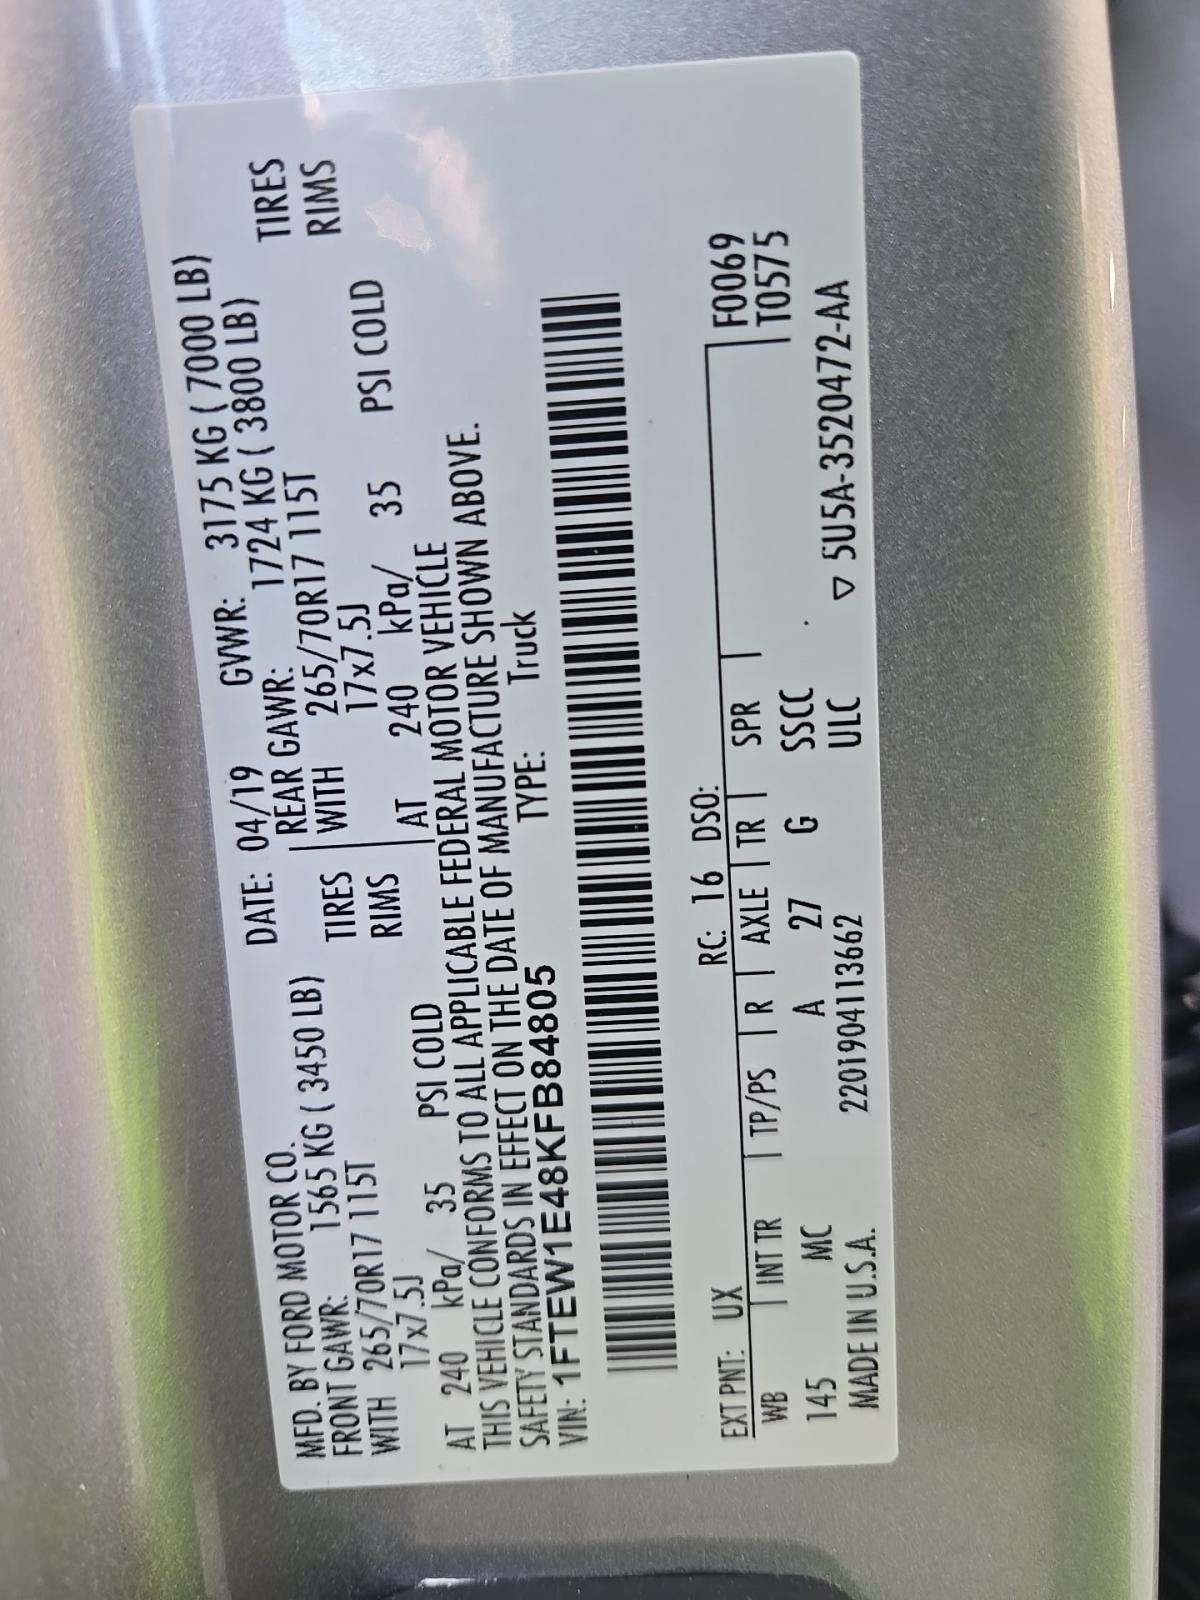 MFD. BY FORD MOTOR CO.
DATE: 04/19 GVWR: 3175 KG ( 7000 LB)
FRONT GAWR: 1565 KG ( 3450 LB) REAR GAWR: 1724 KG ( 3800 LB)
WITH 265/70R17 115T TIRES WITH 265/70R17 115T TIRES
17x7.5J RIMS 17x7.5J RIMS
AT 240 kPa/ 35 PSI COLD AT 240 kPa/ 35 PSI COLD
THIS VEHICLE CONFORMS TO ALL APPLICABLE FEDERAL MOTOR VEHICLE
SAFETY STANDARDS IN EFFECT ON THE DATE OF MANUFACTURE SHOWN ABOVE.
VIN: 1FTEW1E48KFB84805 TYPE: Truck
EXT PNT: UX RC: 16 DSO: F0069
WB INT TR TP/PS R AXLE TR SPR T0575
145 MC A 27 G SSCC
MADE IN U.S.A. 2201904113662 ULC ▽ 5U5A-3520472-AA